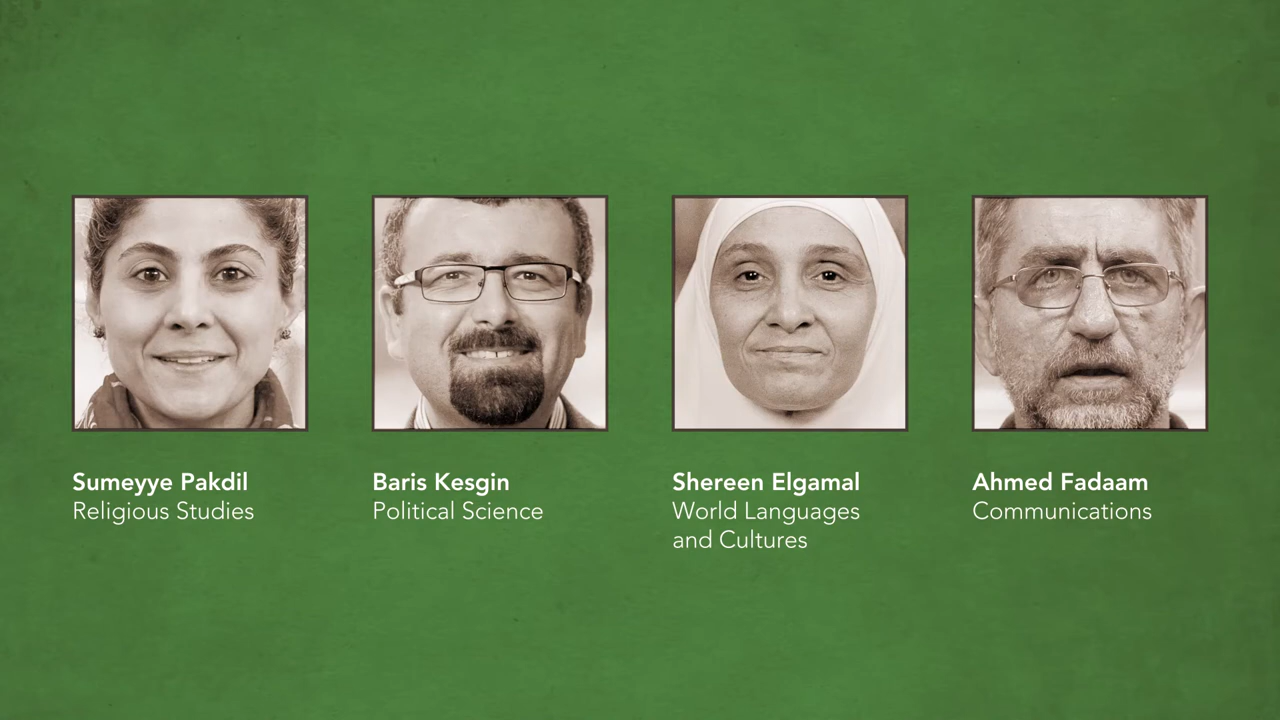 Sumeyye Pakdil
Religious Studies
Baris Kesgin
Political Science
Shereen Elgamal
World Languages
and Cultures
Ahmed Fadaam
Communications